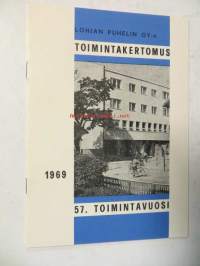 LOHJAN PUHELIN OY:n
TOIMINTAKERTOMUS
1969
57. TOIMINTAVUOSI